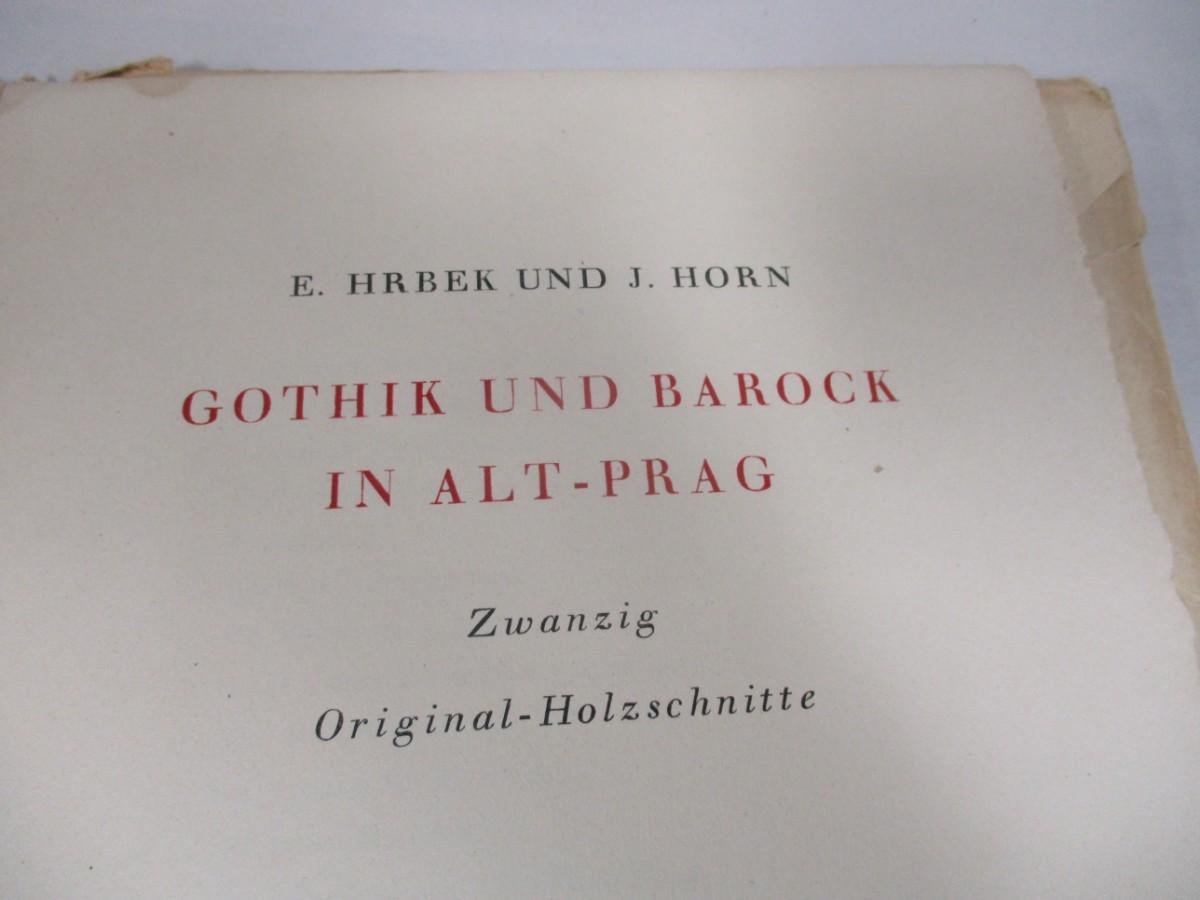 E. HRBEK UND J. HORN
GOTHIK UND BAROCK
IN ALT-PRAG
Zwanzig
Original-Holzschnitte